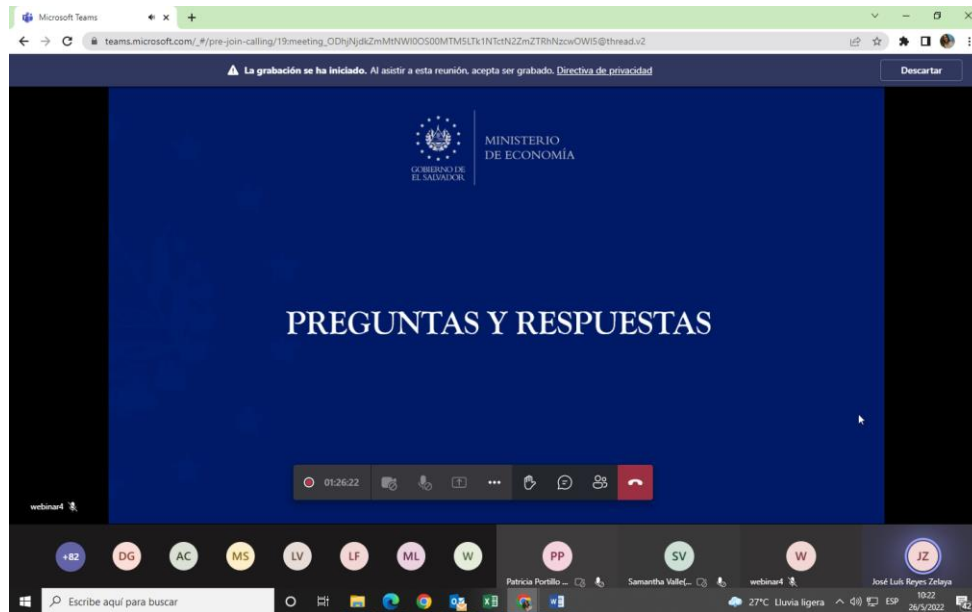 Microsoft Teams
teams.microsoft.com/_#/pre-join-calling/19:meeting_ODhjNjdkZmMtNWI0OS00MTM5LTk1NTctN2ZmZTRhNzcwOWI5@thread.v2
La grabación se ha iniciado. Al asistir a esta reunión, acepta ser grabado. Directiva de privacidad
Descartar
MINISTERIO
DE ECONOMÍA
GOBIERNO DE
EL SALVADOR
PREGUNTAS Y RESPUESTAS
01:26:22
webinar4
+82 DG AC MS LV LF ML W PP SV W JZ
Patricia Portillo ... Samantha Valle(... webinar4 José Luis Reyes Zelaya
Escribe aquí para buscar
27°C Lluvia ligera ESP 10:22
26/5/2022